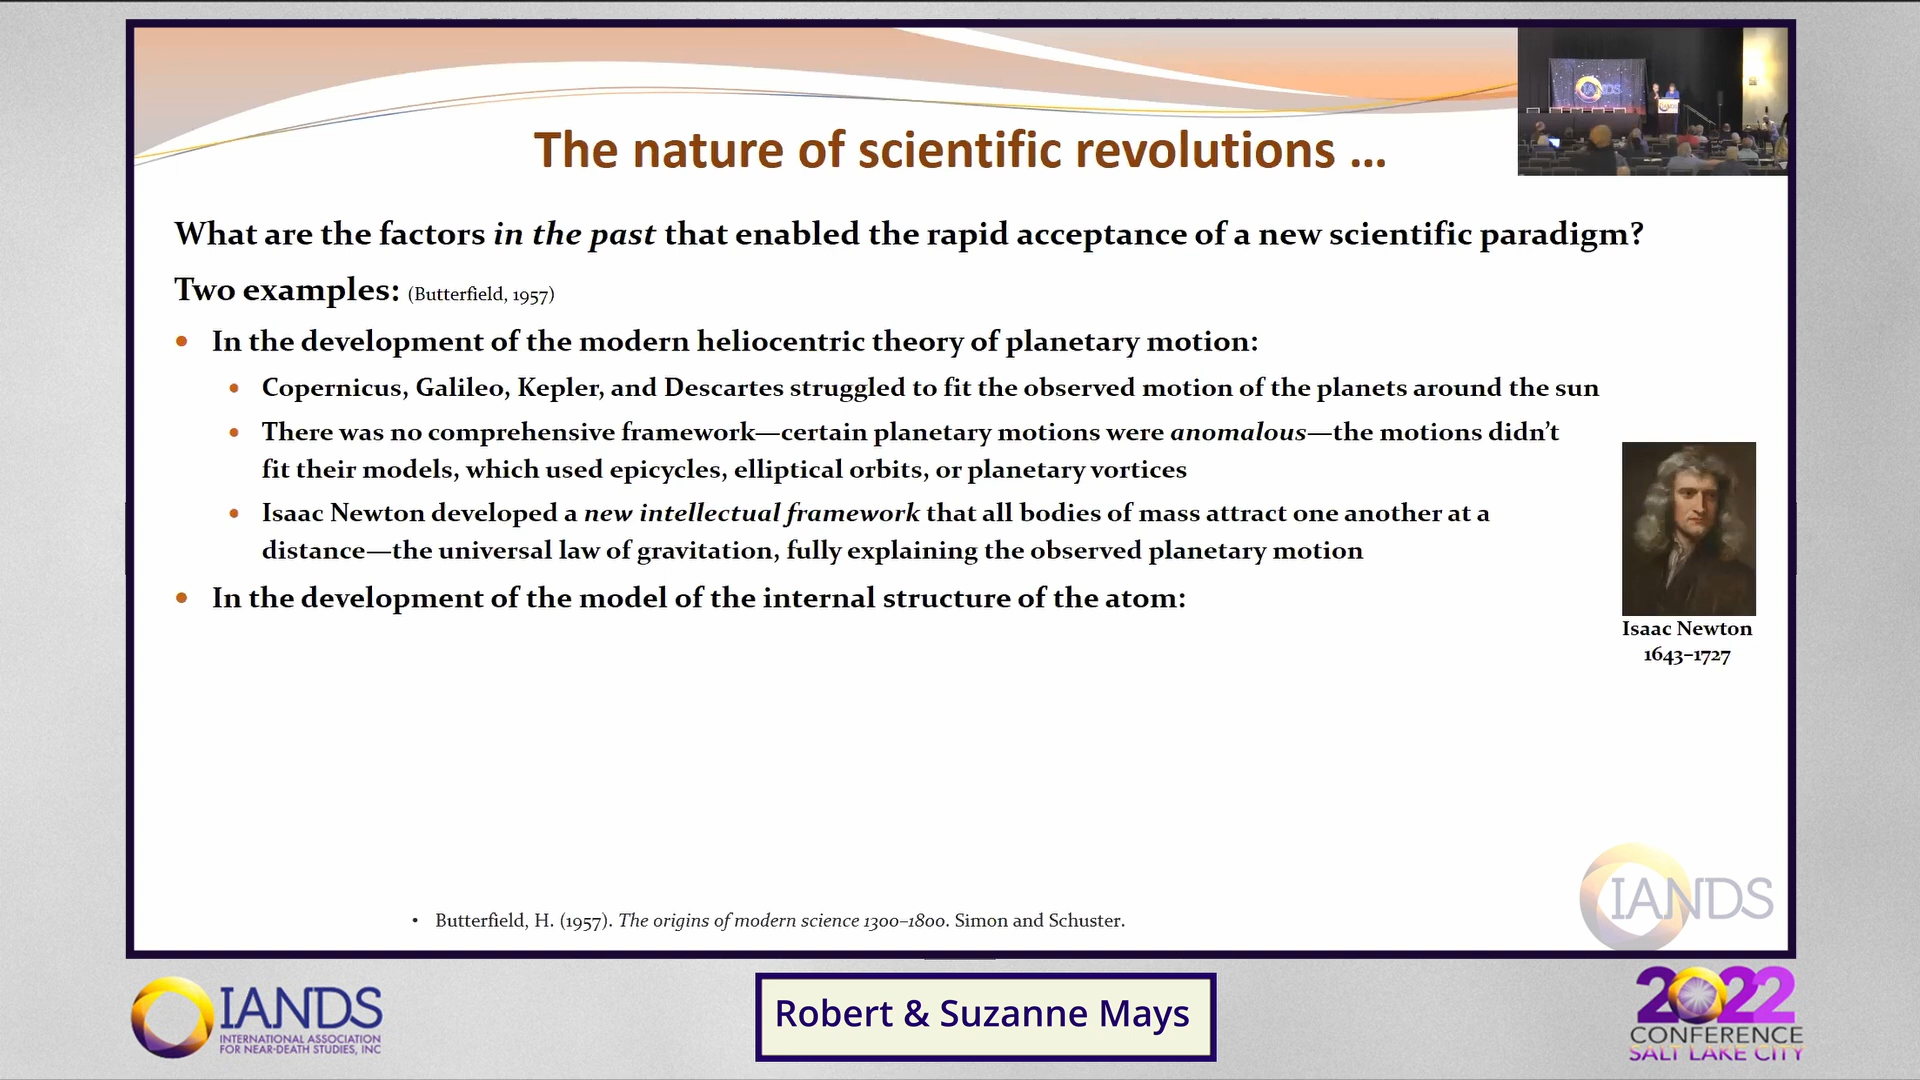 The nature of scientific revolutions ...
What are the factors in the past that enabled the rapid acceptance of a new scientific paradigm?
Two examples: (Butterfield, 1957)
• In the development of the modern heliocentric theory of planetary motion:
• Copernicus, Galileo, Kepler, and Descartes struggled to fit the observed motion of the planets around the sun
• There was no comprehensive framework—certain planetary motions were anomalous—the motions didn’t
fit their models, which used epicycles, elliptical orbits, or planetary vortices
• Isaac Newton developed a new intellectual framework that all bodies of mass attract one another at a
distance—the universal law of gravitation, fully explaining the observed planetary motion
• In the development of the model of the internal structure of the atom:
Isaac Newton
1643–1727
• Butterfield, H. (1957). The origins of modern science 1300–1800. Simon and Schuster.
IANDS
IANDS
IANDS
INTERNATIONAL ASSOCIATION
FOR NEAR-DEATH STUDIES, INC
Robert & Suzanne Mays
2022
CONFERENCE
SALT LAKE CITY